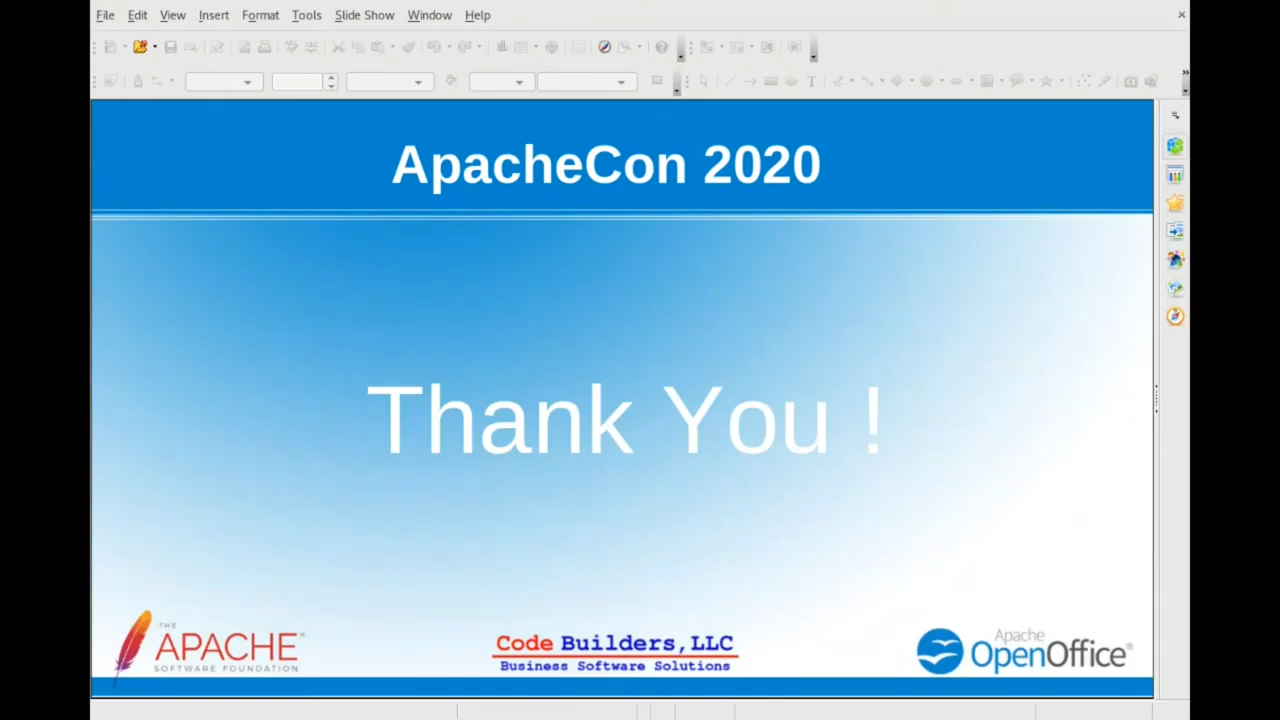 File Edit View Insert Format Tools Slide Show Window Help
ApacheCon 2020
Thank You !
THE
APACHE®
SOFTWARE FOUNDATION
Code Builders, LLC
Business Software Solutions
Apache
OpenOffice®